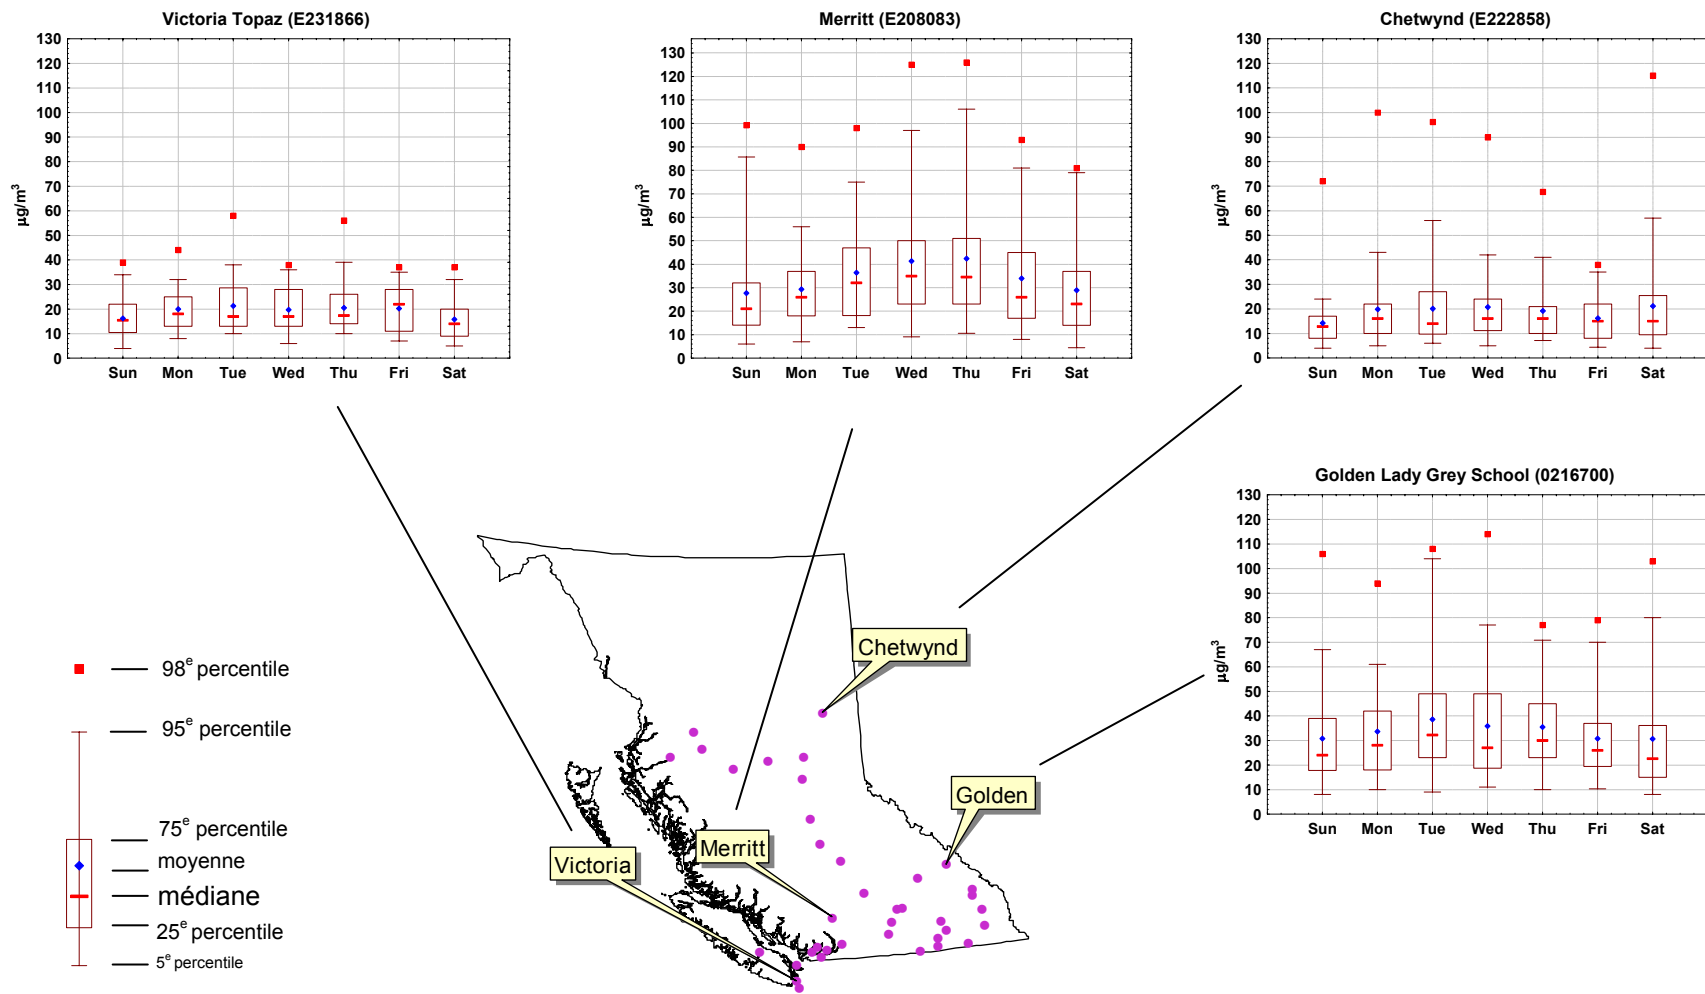 Victoria Topaz (E231866)
130
120
110
100
90
80
70
60
50
40
30
20
10
0
µg/m³
Sun Mon Tue Wed Thu Fri Sat
Merritt (E208083)
130
120
110
100
90
80
70
60
50
40
30
20
10
0
µg/m³
Sun Mon Tue Wed Thu Fri Sat
Chetwynd (E222858)
130
120
110
100
90
80
70
60
50
40
30
20
10
0
µg/m³
Sun Mon Tue Wed Thu Fri Sat
Golden Lady Grey School (0216700)
130
120
110
100
90
80
70
60
50
40
30
20
10
0
µg/m³
Sun Mon Tue Wed Thu Fri Sat
Chetwynd
Golden
Merritt
Victoria
98e percentile
95e percentile
75e percentile
moyenne
médiane
25e percentile
5e percentile